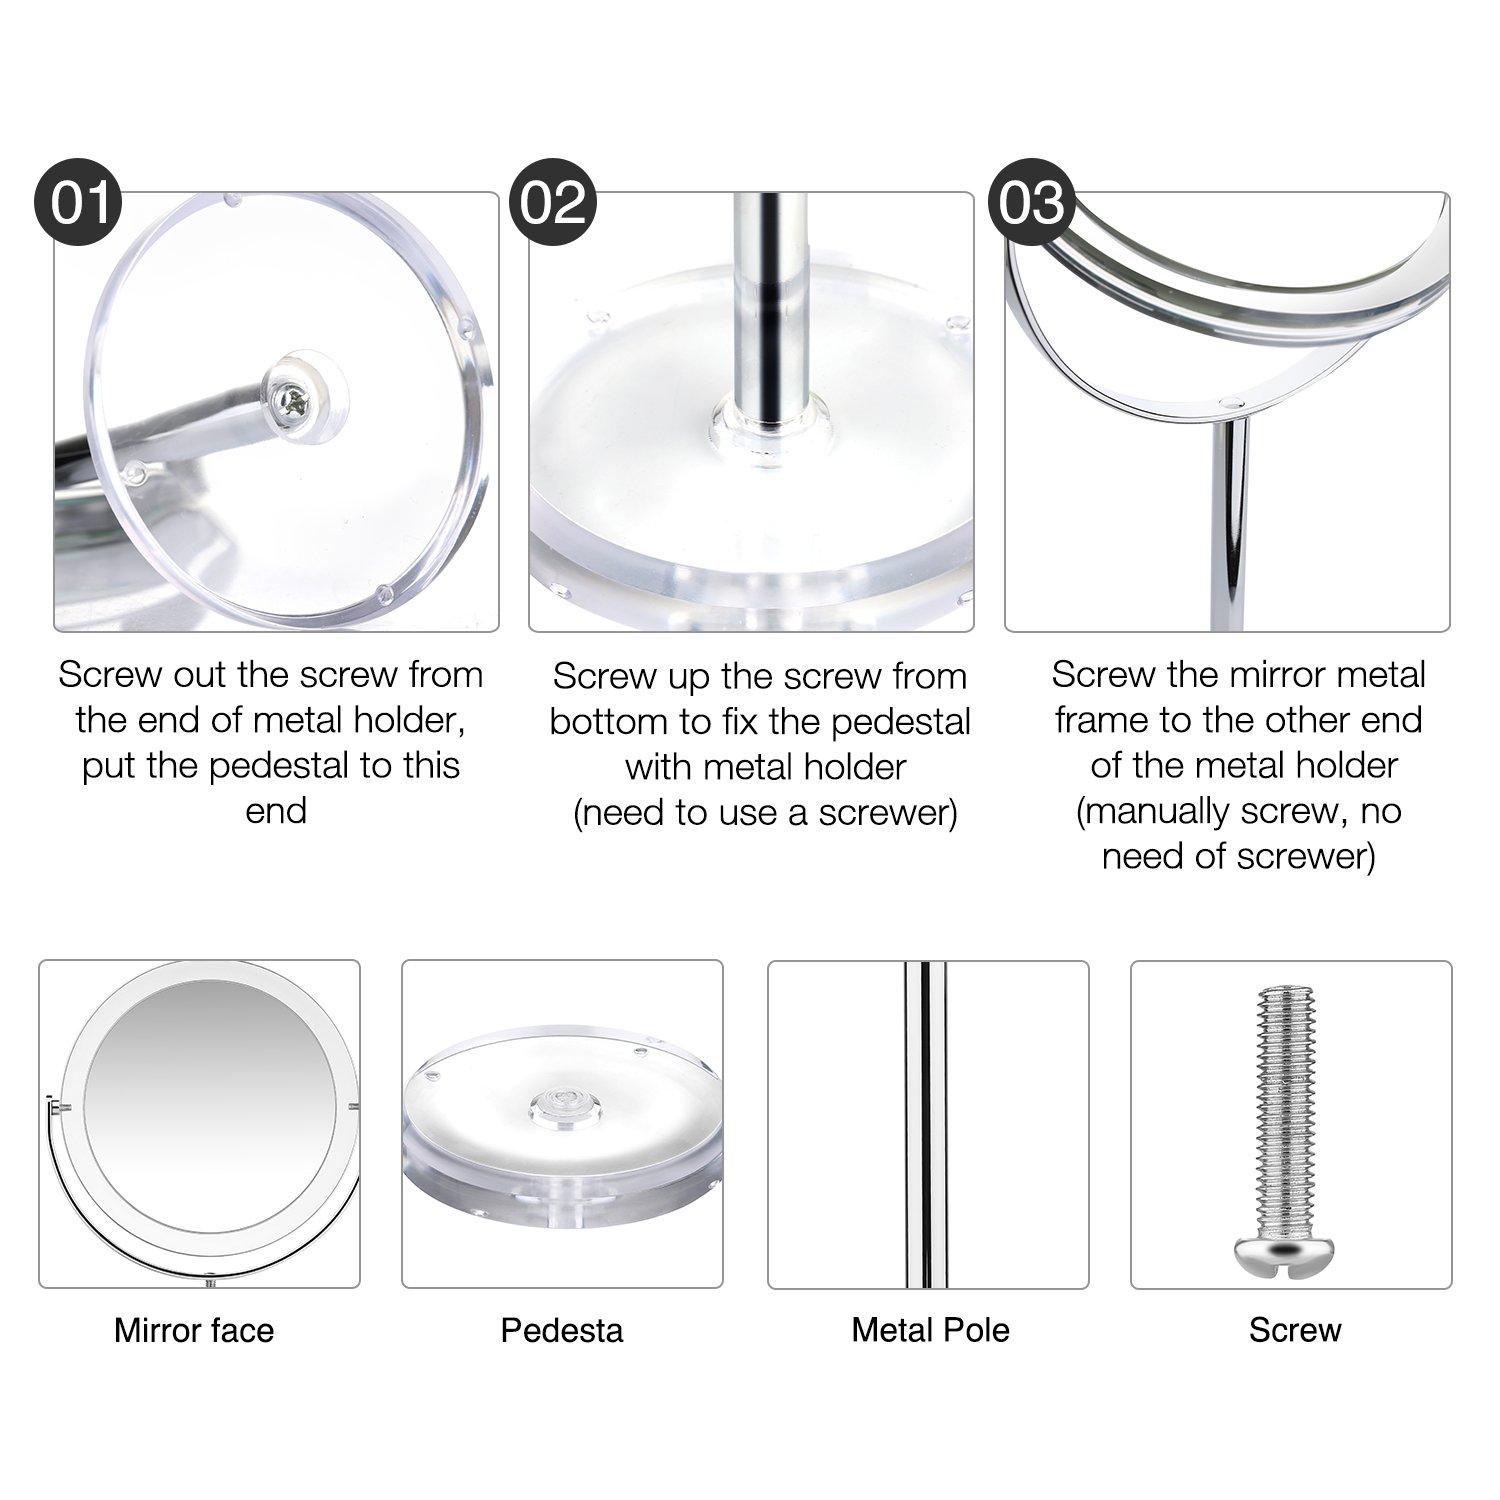 01
02
03
Screw out the screw from
the end of metal holder,
put the pedestal to this
end
Screw up the screw from
bottom to fix the pedestal
with metal holder
(need to use a screwer)
Screw the mirror metal
frame to the other end
of the metal holder
(manually screw, no
need of screwer)
Mirror face
Pedesta
Metal Pole
Screw